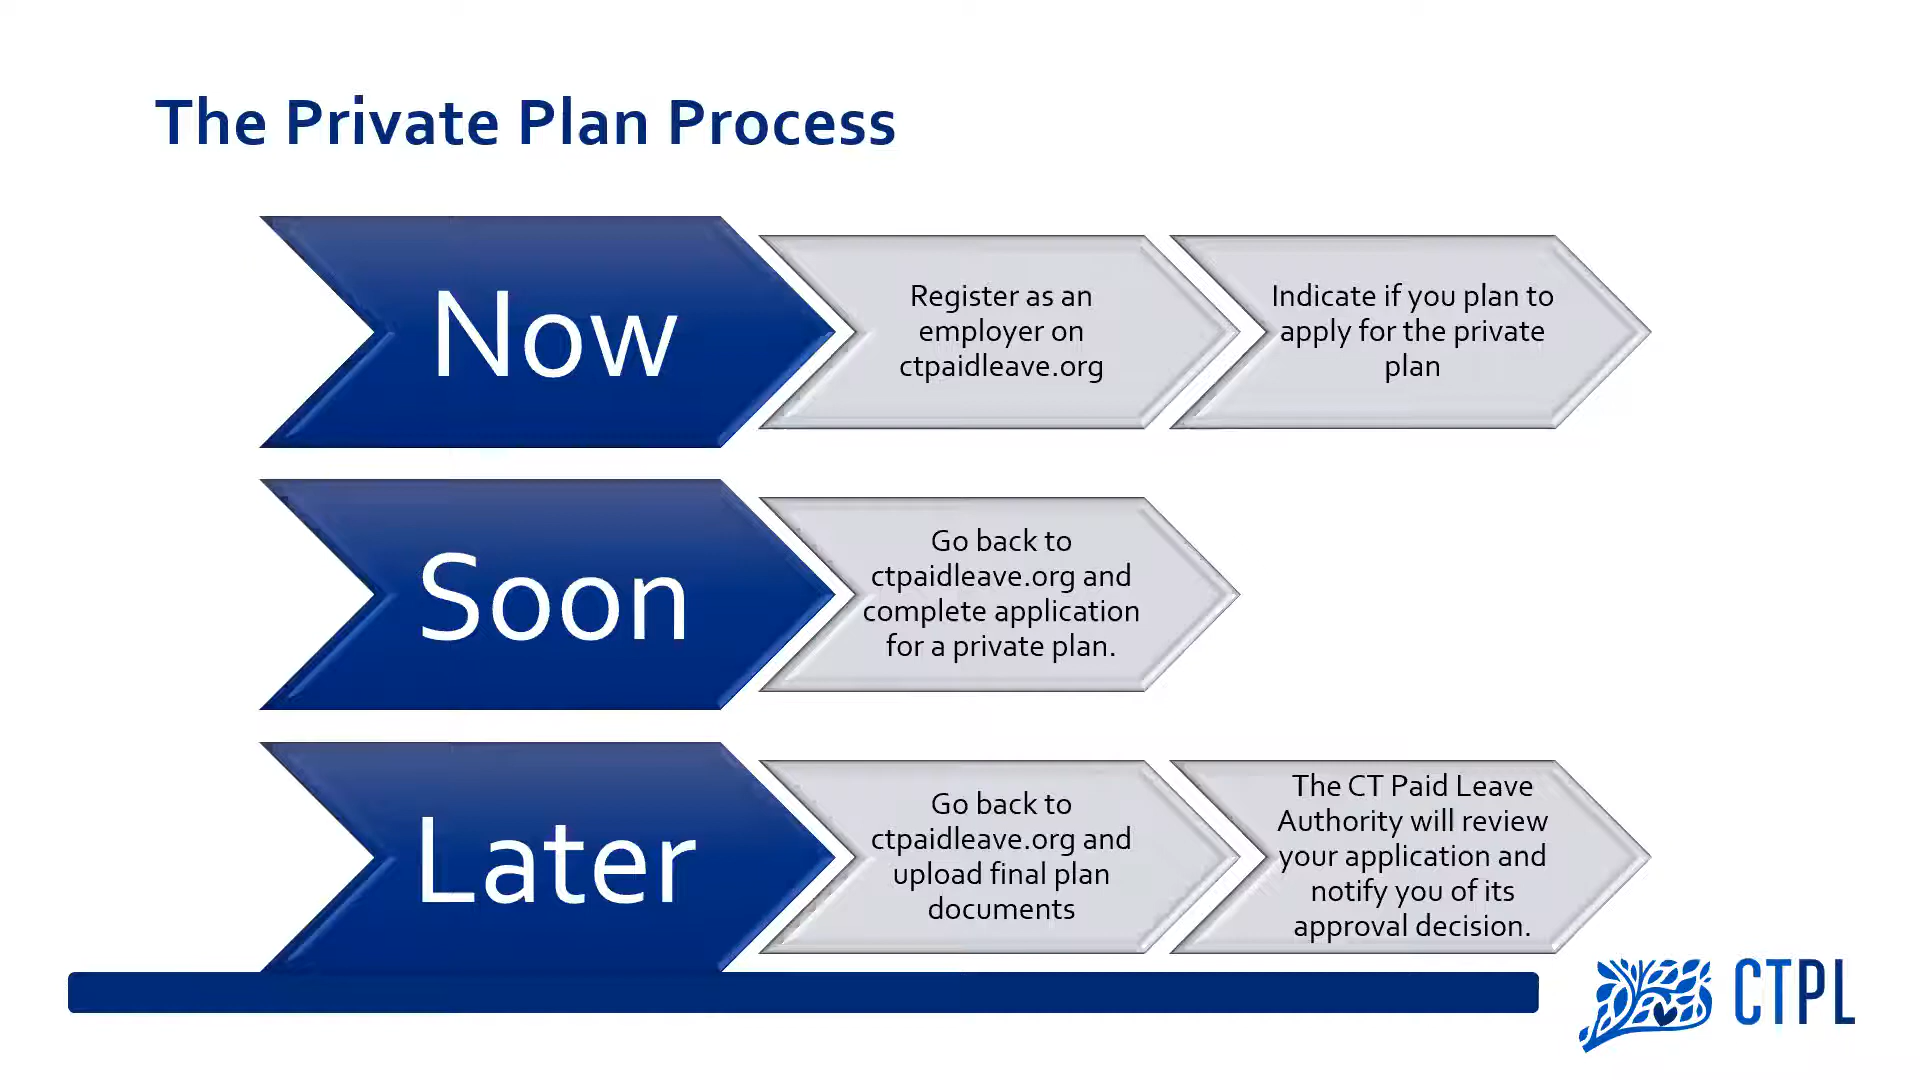 The Private Plan Process
Now
Register as an
employer on
ctpaidleave.org
Indicate if you plan to
apply for the private
plan
Soon
Go back to
ctpaidleave.org and
complete application
for a private plan.
Later
Go back to
ctpaidleave.org and
upload final plan
documents
The CT Paid Leave
Authority will review
your application and
notify you of its
approval decision.
CTPL